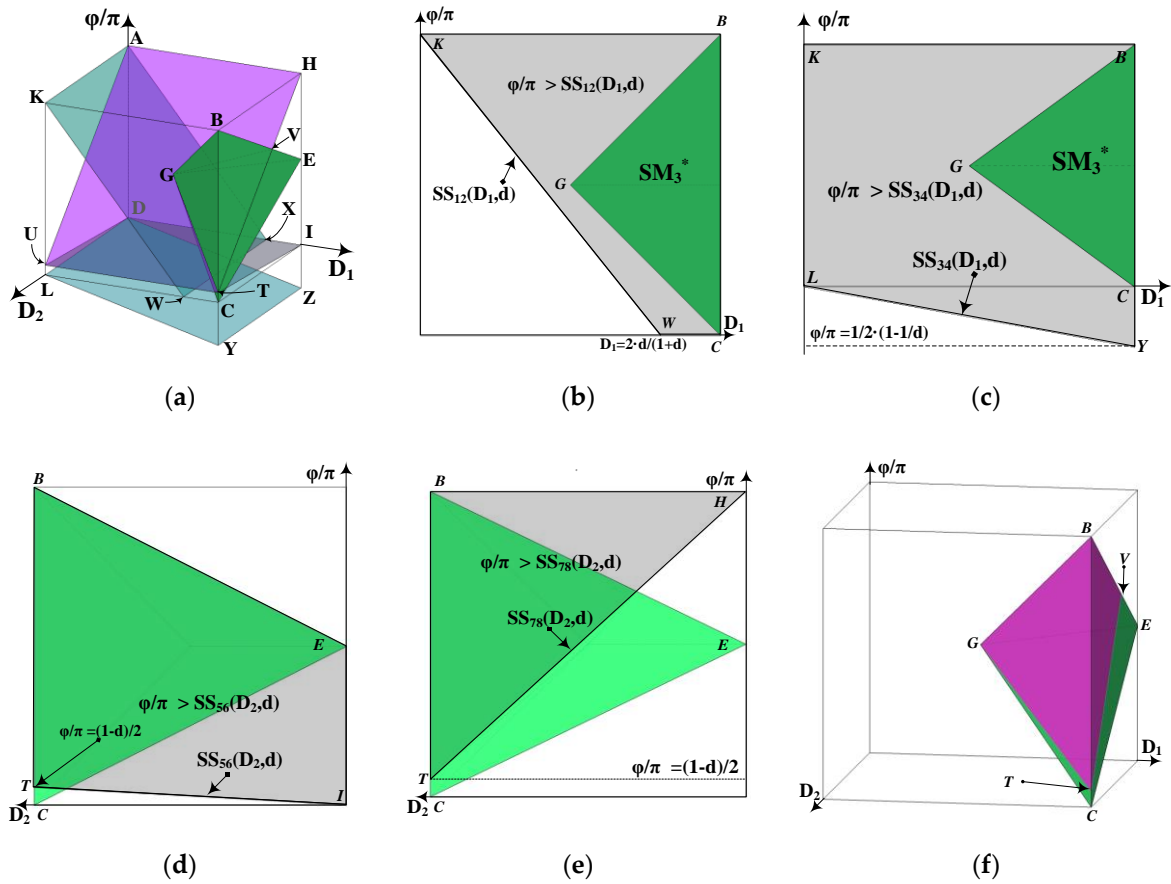 φ/π
A
H
K
B
V
E
G
D
X
U
I
D₁
L
D₂
W
T
C
Z
Y
(a)
φ/π
B
K
φ/π > SS₁₂(D₁,d)
SM₃*
SS₁₂(D₁,d)
G
W
D₁
D₁=2·d/(1+d)
C
(b)
φ/π
K
B
G
SM₃*
φ/π > SS₃₄(D₁,d)
SS₃₄(D₁,d)
L
C
D₁
φ/π =1/2·(1-1/d)
Y
(c)
φ/π
B
E
φ/π > SS₅₆(D₂,d)
φ/π =(1-d)/2
SS₅₆(D₂,d)
T
I
D₂
C
(d)
φ/π
B
H
φ/π > SS₇₈(D₂,d)
SS₇₈(D₂,d)
E
φ/π =(1-d)/2
T
D₂
C
(e)
φ/π
B
V
E
G
D₁
T
D₂
C
(f)